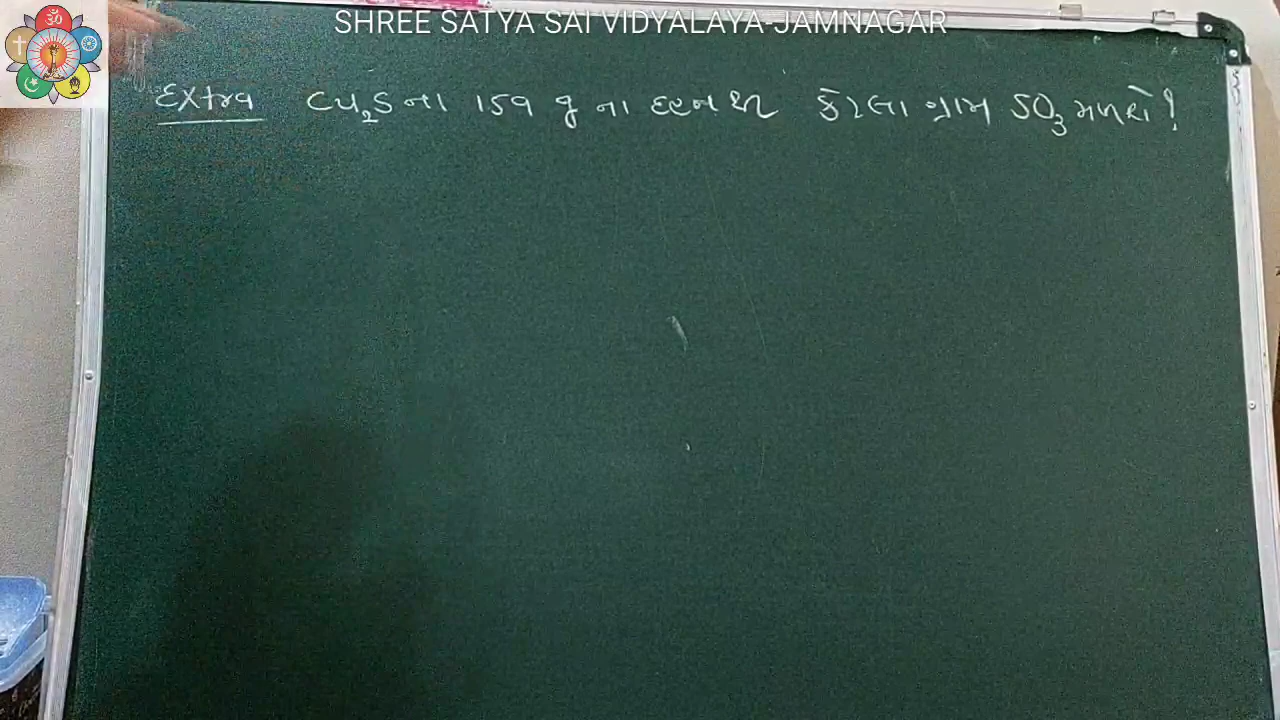 SHREE SATYA SAI VIDYALAYA-JAMNAGAR
Extra Cu₂S ના 159 g ના દહનથી કેટલા ગ્રામ SO₃ મળશે?